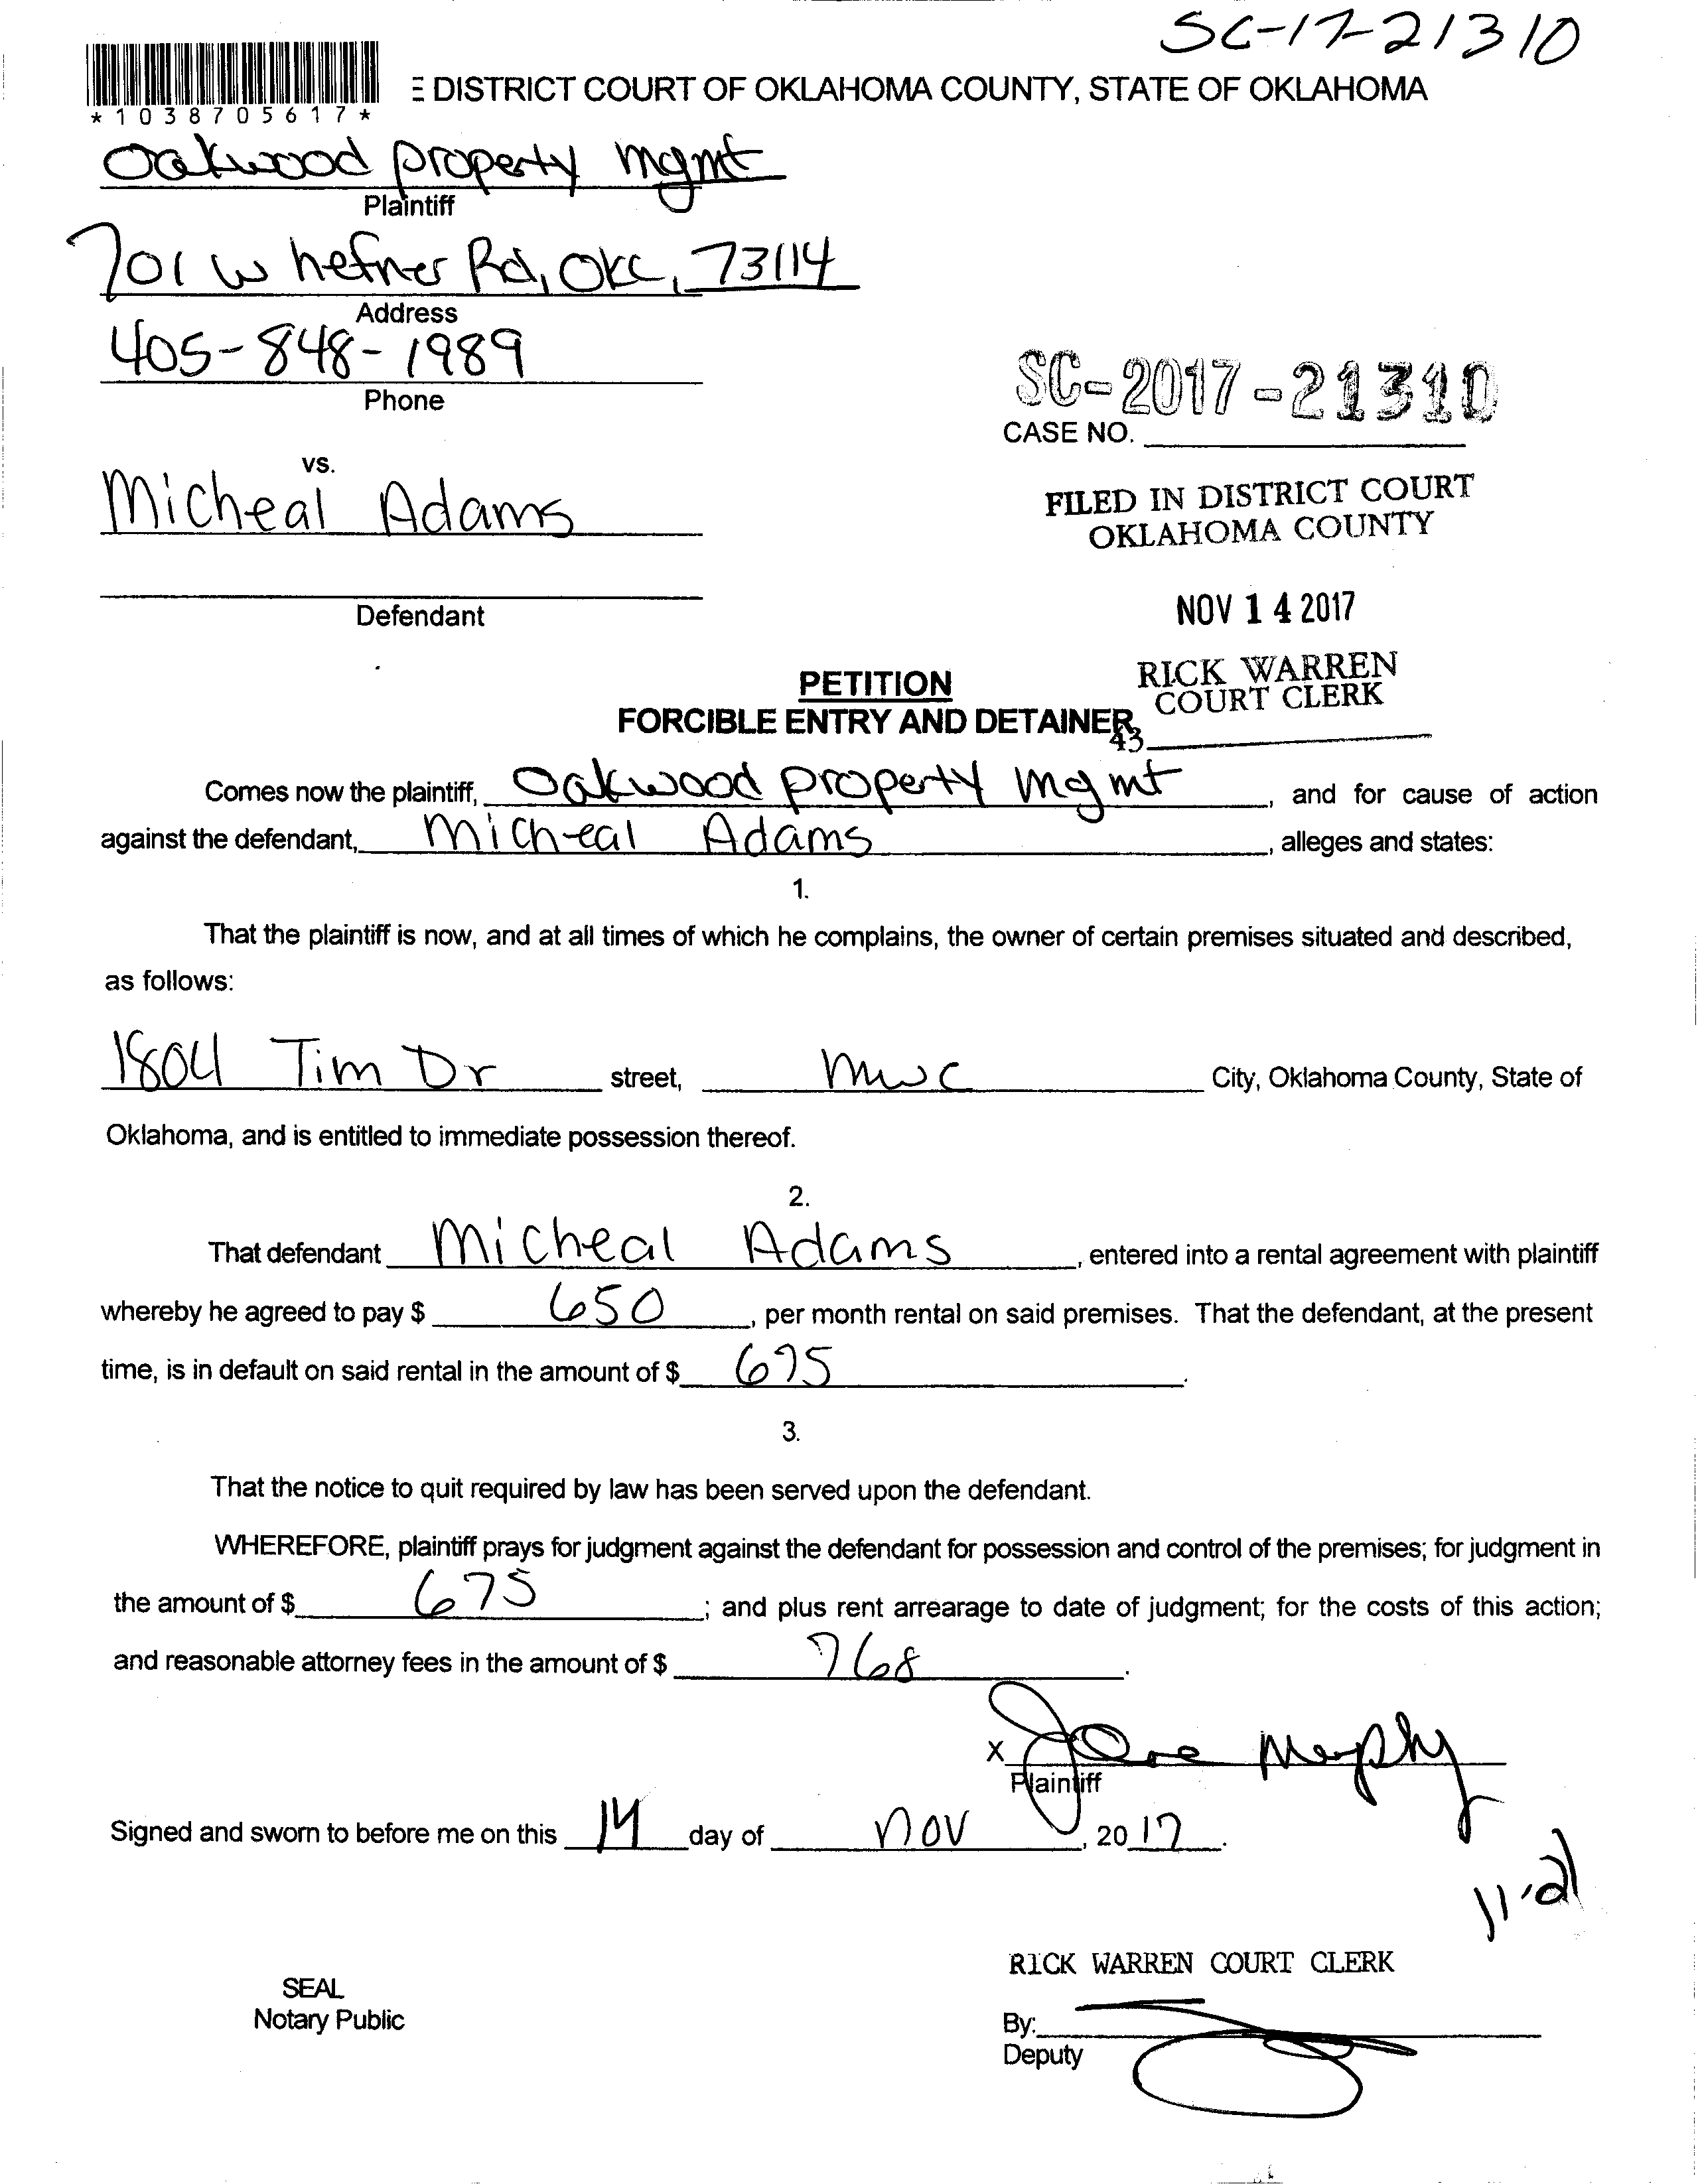 SC-17-21310
E DISTRICT COURT OF OKLAHOMA COUNTY, STATE OF OKLAHOMA
*1038705617*
Oakwood property mgmt
Plaintiff
701 W hefner Rd, OKC, 73114
Address
405-848-1989
Phone
SC-2017-21310
CASE NO.
vs.
Micheal Adams
FILED IN DISTRICT COURT
OKLAHOMA COUNTY
Defendant
NOV 14 2017
RICK WARREN
COURT CLERK
PETITION
FORCIBLE ENTRY AND DETAINER
43
Comes now the plaintiff, Oakwood property mgmt, and for cause of action
against the defendant, Micheal Adams, alleges and states:
1.
That the plaintiff is now, and at all times of which he complains, the owner of certain premises situated and described,
as follows:
1804 Tim Dr street, mwc City, Oklahoma County, State of
Oklahoma, and is entitled to immediate possession thereof.
2.
That defendant Micheal Adams, entered into a rental agreement with plaintiff
whereby he agreed to pay $ 650, per month rental on said premises. That the defendant, at the present
time, is in default on said rental in the amount of $ 675.
3.
That the notice to quit required by law has been served upon the defendant.
WHEREFORE, plaintiff prays for judgment against the defendant for possession and control of the premises; for judgment in
the amount of $ 675; and plus rent arrearage to date of judgment; for the costs of this action;
and reasonable attorney fees in the amount of $ 768.
X Murphy
Plaintiff
Signed and sworn to before me on this 14 day of nov, 2017.
RICK WARREN COURT CLERK
SEAL
Notary Public
By:
Deputy